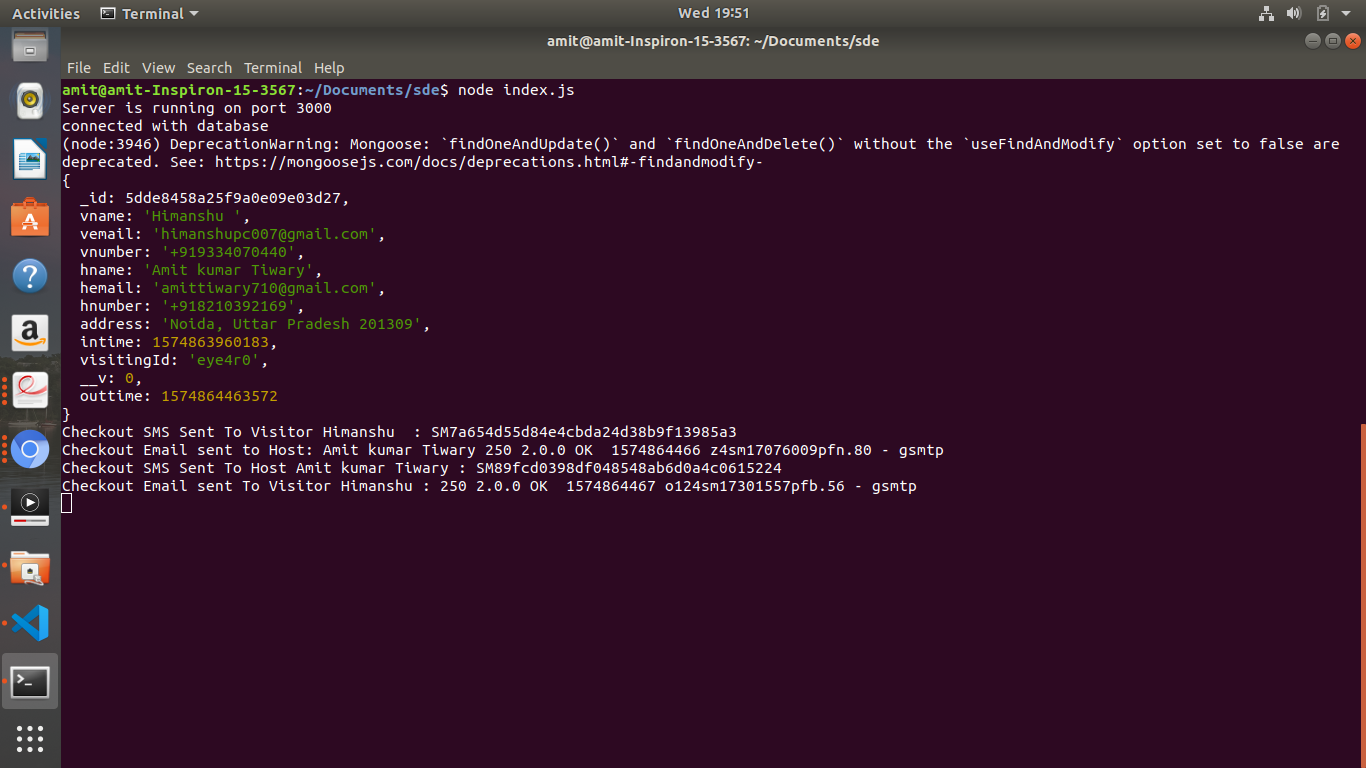 Activities Terminal Wed 19:51
amit@amit-Inspiron-15-3567: ~/Documents/sde
File Edit View Search Terminal Help
amit@amit-Inspiron-15-3567:~/Documents/sde$ node index.js
Server is running on port 3000
connected with database
(node:3946) DeprecationWarning: Mongoose: `findOneAndUpdate()` and `findOneAndDelete()` without the `useFindAndModify` option set to false are
deprecated. See: https://mongoosejs.com/docs/deprecations.html#-findandmodify-
{
  _id: 5dde8458a25f9a0e09e03d27,
  vname: 'Himanshu ',
  vemail: 'himanshupc007@gmail.com',
  vnumber: '+919334070440',
  hname: 'Amit kumar Tiwary',
  hemail: 'amittiwary710@gmail.com',
  hnumber: '+918210392169',
  address: 'Noida, Uttar Pradesh 201309',
  intime: 1574863960183,
  visitingId: 'eye4r0',
  __v: 0,
  outtime: 1574864463572
}
Checkout SMS Sent To Visitor Himanshu  : SM7a654d55d84e4cbda24d38b9f13985a3
Checkout Email sent to Host: Amit kumar Tiwary 250 2.0.0 OK  1574864466 z4sm17076009pfn.80 - gsmtp
Checkout SMS Sent To Host Amit kumar Tiwary : SM89fcd0398df048548ab6d0a4c0615224
Checkout Email sent To Visitor Himanshu : 250 2.0.0 OK  1574864467 o124sm17301557pfb.56 - gsmtp